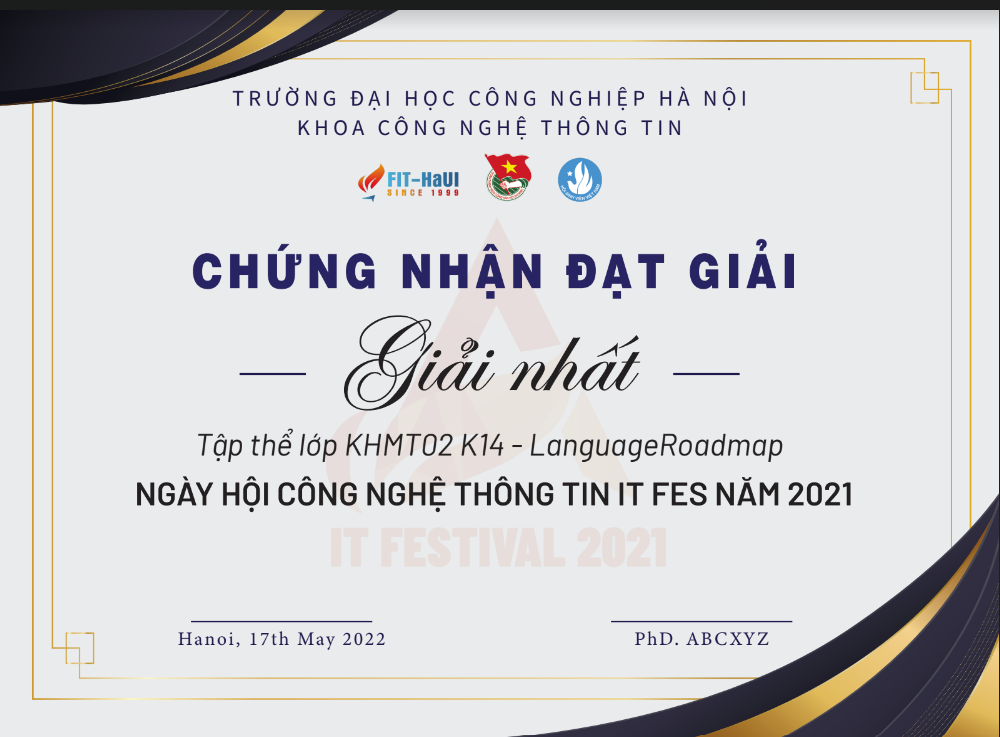 TRƯỜNG ĐẠI HỌC CÔNG NGHIỆP HÀ NỘI
KHOA CÔNG NGHỆ THÔNG TIN
FIT-HaUI
SINCE 1999
CHỨNG NHẬN ĐẠT GIẢI
Giải nhất
Tập thể lớp KHMT02 K14 - LanguageRoadmap
NGÀY HỘI CÔNG NGHỆ THÔNG TIN IT FES NĂM 2021
IT FESTIVAL 2021
Hanoi, 17th May 2022
PhD. ABCXYZ